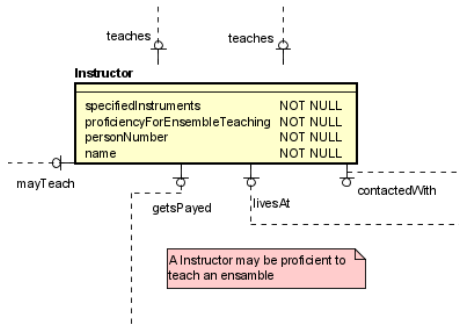 teaches
teaches
Instructor
specifiedInstruments NOT NULL
proficiencyForEnsembleTeaching NOT NULL
personNumber NOT NULL
name NOT NULL
mayTeach
getsPayed
livesAt
contactedWith
A Instructor may be proficient to
teach an ensamble